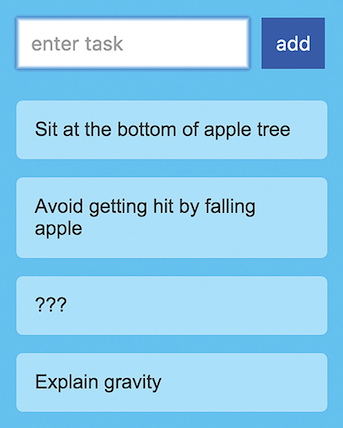 enter task
add
Sit at the bottom of apple tree
Avoid getting hit by falling
apple
???
Explain gravity